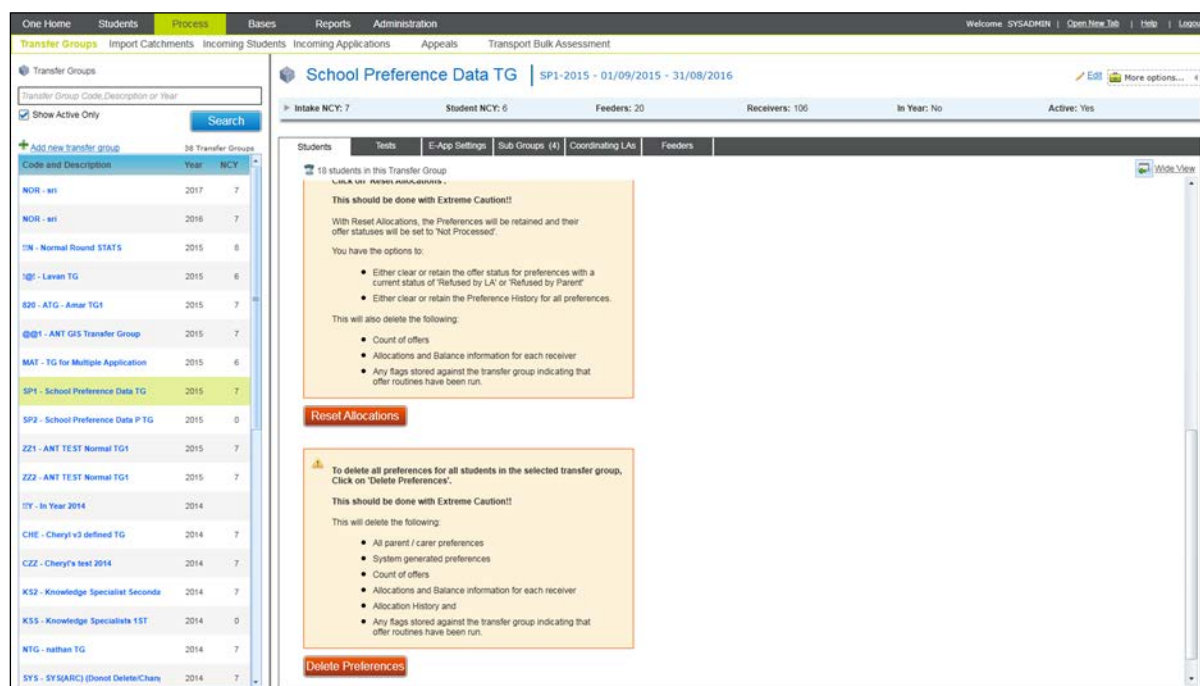 One Home Students Process Bases Reports Administration Welcome SYSADMIN | Open New Tab | Help | Logout
Transfer Groups Import Catchments Incoming Students Incoming Applications Appeals Transport Bulk Assessment
Transfer Groups
Transfer Group Code,Description or Year
Show Active Only
Search
Add new transfer group 38 Transfer Groups
Code and Description Year NCY
NOR - sri 2017 7
NOR - sri 2016 7
!!N - Normal Round STATS 2015 8
!@! - Lavan TG 2015 6
820 - ATG - Amar TG1 2015 7
@@1 - ANT GIS Transfer Group 2015 7
MAT - TG for Multiple Application 2015 6
SP1 - School Preference Data TG 2015 7
SP2 - School Preference Data P TG 2015 0
ZZ1 - ANT TEST Normal TG1 2015 7
ZZ2 - ANT TEST Normal TG1 2015 7
!!Y - In Year 2014 2014
CHE - Cheryl v3 defined TG 2014 7
CZZ - Cheryl's test 2014 2014 7
KS2 - Knowledge Specialist Seconda 2014 7
KSS - Knowledge Specialists 1ST 2014 0
NTG - nathan TG 2014 7
SYS - SYS(ARC) (Donot Delete/Chang 2014 7
School Preference Data TG | SP1-2015 - 01/09/2015 - 31/08/2016
Edit More options...
Intake NCY: 7 Student NCY: 6 Feeders: 20 Receivers: 106 In Year: No Active: Yes
Students Tests E-App Settings Sub Groups (4) Coordinating LAs Feeders
18 students in this Transfer Group Wide View
Click on 'Reset Allocations'.
This should be done with Extreme Caution!!
With Reset Allocations, the Preferences will be retained and their
offer statuses will be set to 'Not Processed'.
You have the options to:
● Either clear or retain the offer status for preferences with a
current status of 'Refused by LA' or 'Refused by Parent'
● Either clear or retain the Preference History for all preferences.
This will also delete the following:
● Count of offers
● Allocations and Balance information for each receiver
● Any flags stored against the transfer group indicating that
offer routines have been run.
Reset Allocations
To delete all preferences for all students in the selected transfer group,
Click on 'Delete Preferences'.
This should be done with Extreme Caution!!
This will delete the following:
● All parent / carer preferences
● System generated preferences
● Count of offers
● Allocations and Balance information for each receiver
● Allocation History and
● Any flags stored against the transfer group indicating that
offer routines have been run.
Delete Preferences